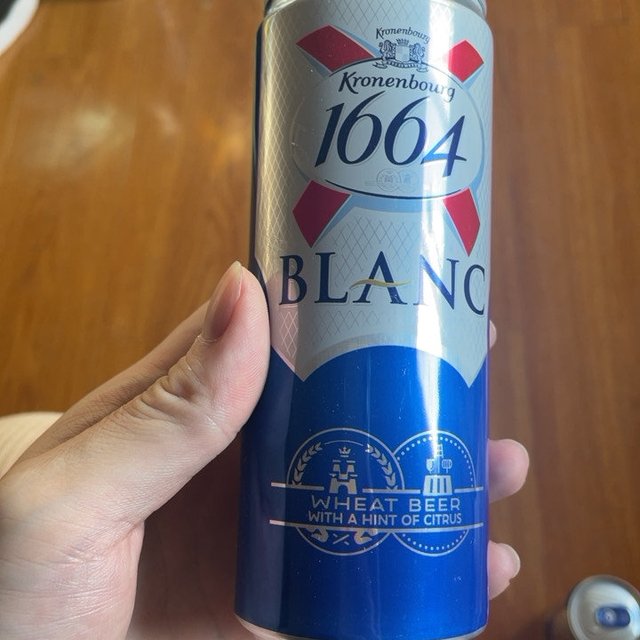 Kronenbourg
Kronenbourg
1664
BLANC
WHEAT BEER
WITH A HINT OF CITRUS